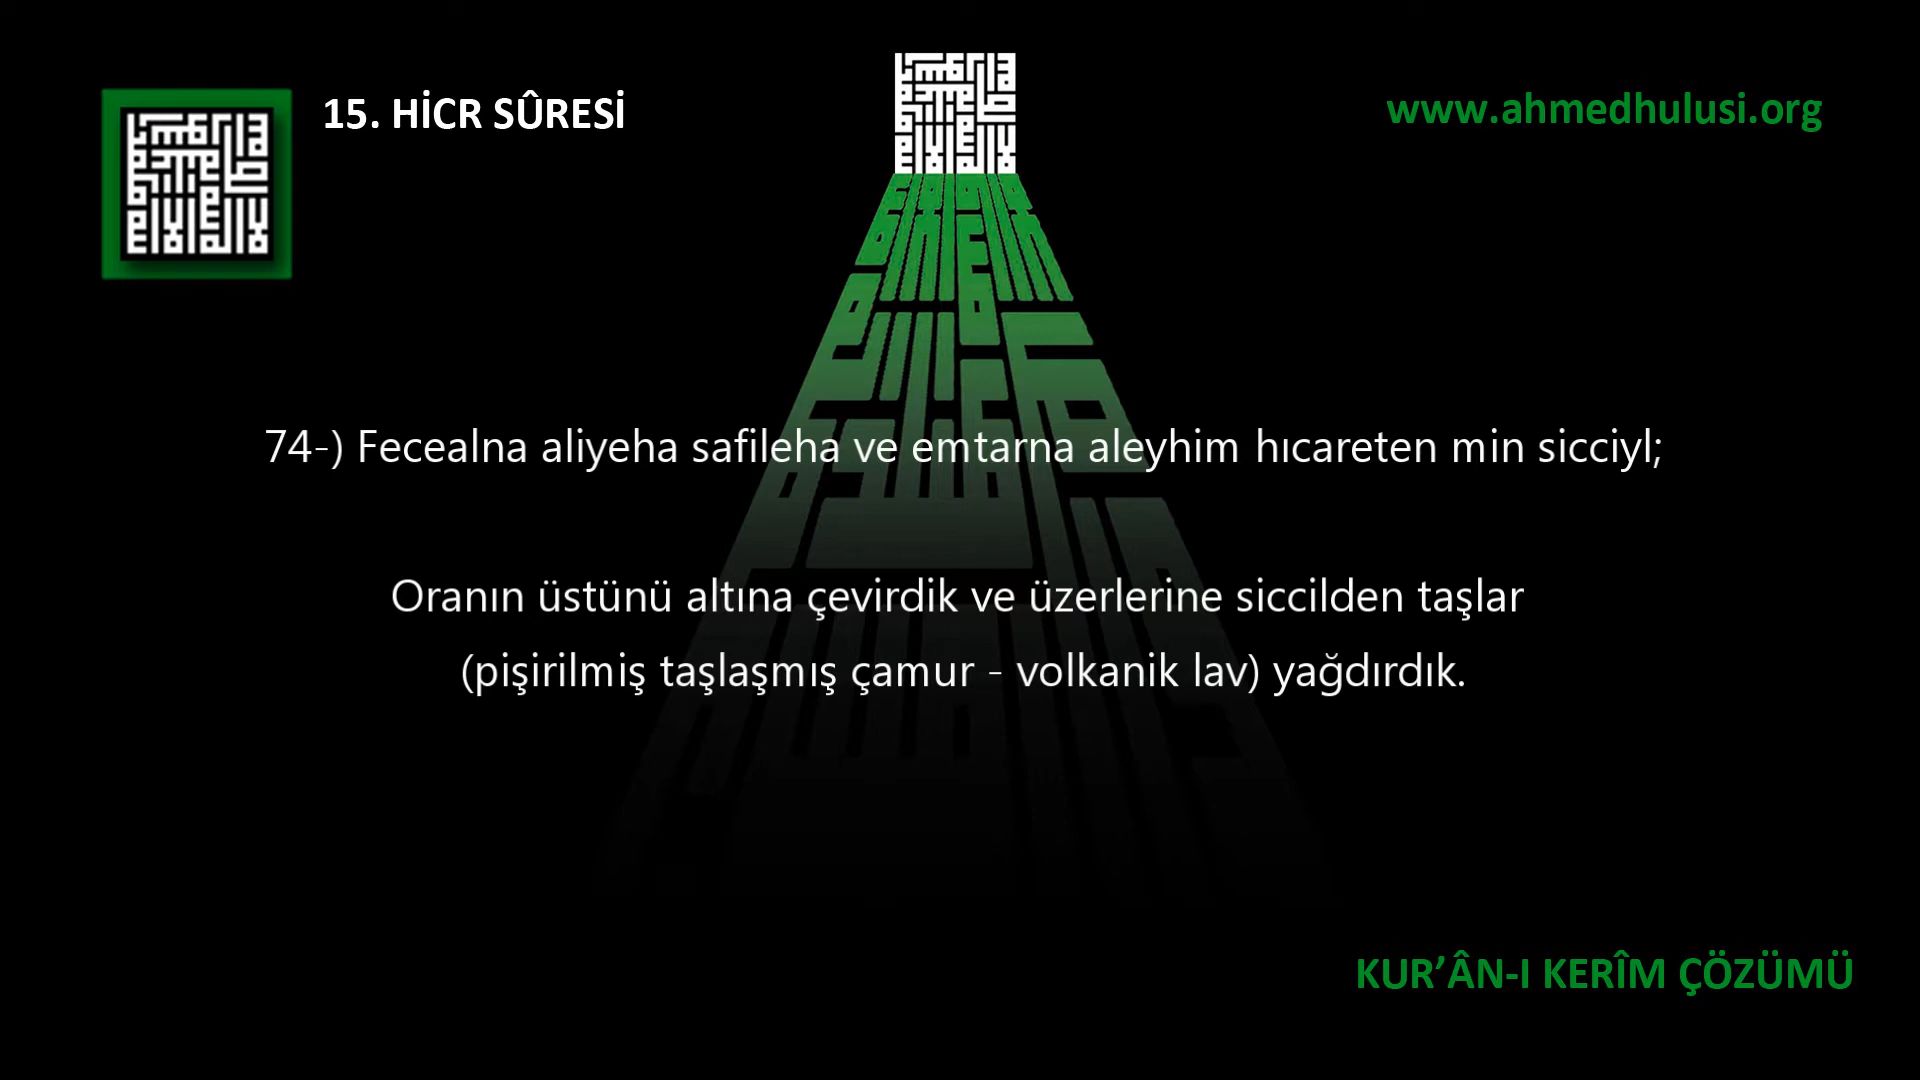 15. HİCR SÛRESİ
www.ahmedhulusi.org
74-) Fecealna aliyeha safileha ve emtarna aleyhim hıcareten min sicciyl;
Oranın üstünü altına çevirdik ve üzerlerine siccilden taşlar
(pişirilmiş taşlaşmış çamur - volkanik lav) yağdırdık.
KUR’ÂN-I KERÎM ÇÖZÜMÜ